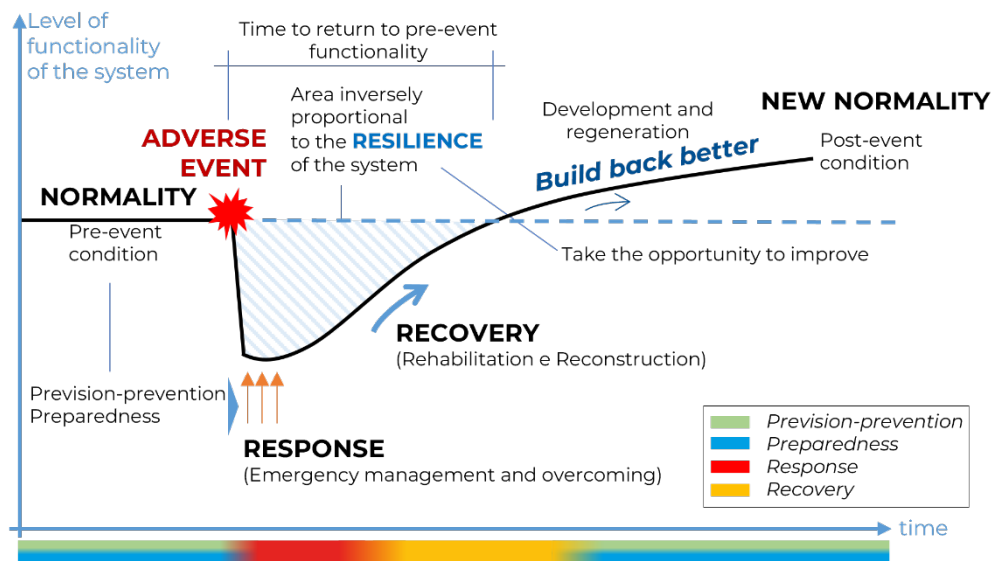 Level of
functionality
of the system
Time to return to pre-event
functionality
Area inversely
proportional
to the RESILIENCE
of the system
ADVERSE
EVENT
NORMALITY
Pre-event
condition
Development and
regeneration
Build back better
NEW NORMALITY
Post-event
condition
Take the opportunity to improve
RECOVERY
(Rehabilitation e Reconstruction)
Prevision-prevention
Preparedness
RESPONSE
(Emergency management and overcoming)
Prevision-prevention
Preparedness
Response
Recovery
time